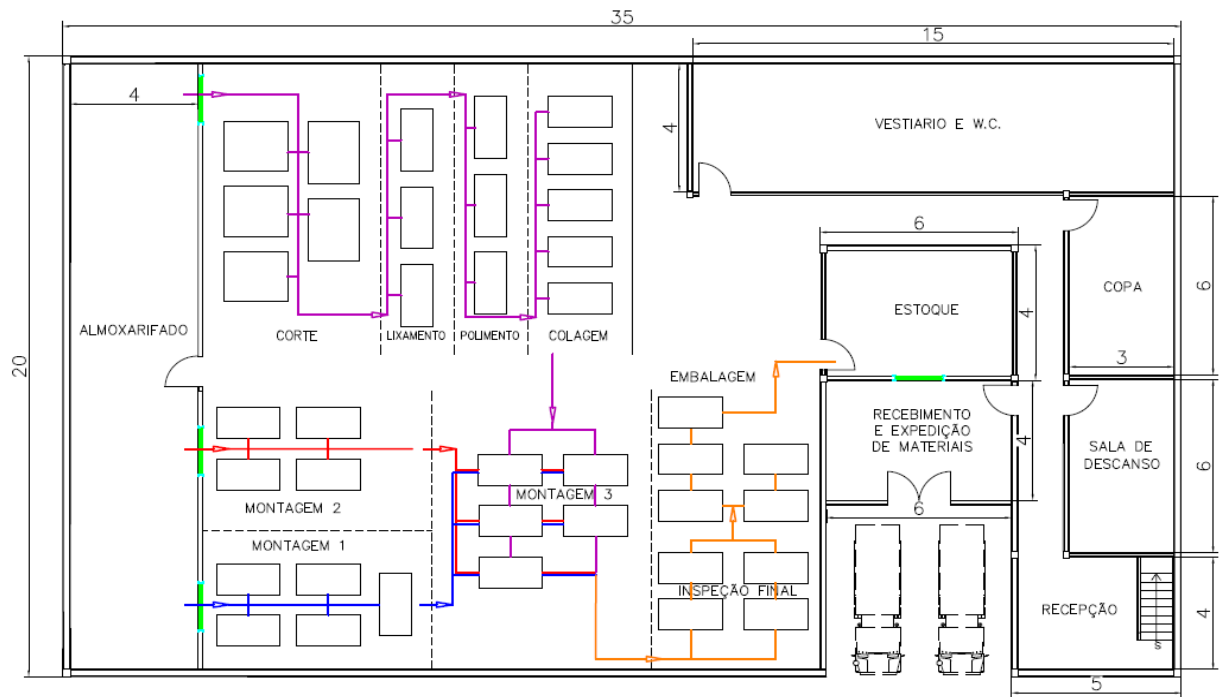 35
15
4
4
VESTIARIO E W.C.
20
6
ALMOXARIFADO
CORTE
LIXAMENTO
POLIMENTO
COLAGEM
ESTOQUE
4
COPA
6
3
EMBALAGEM
RECEBIMENTO
E EXPEDIÇÃO
DE MATERIAIS
4
SALA DE
DESCANSO
6
MONTAGEM 2
MONTAGEM 3
6
MONTAGEM 1
INSPEÇÃO FINAL
RECEPÇÃO
S
4
5